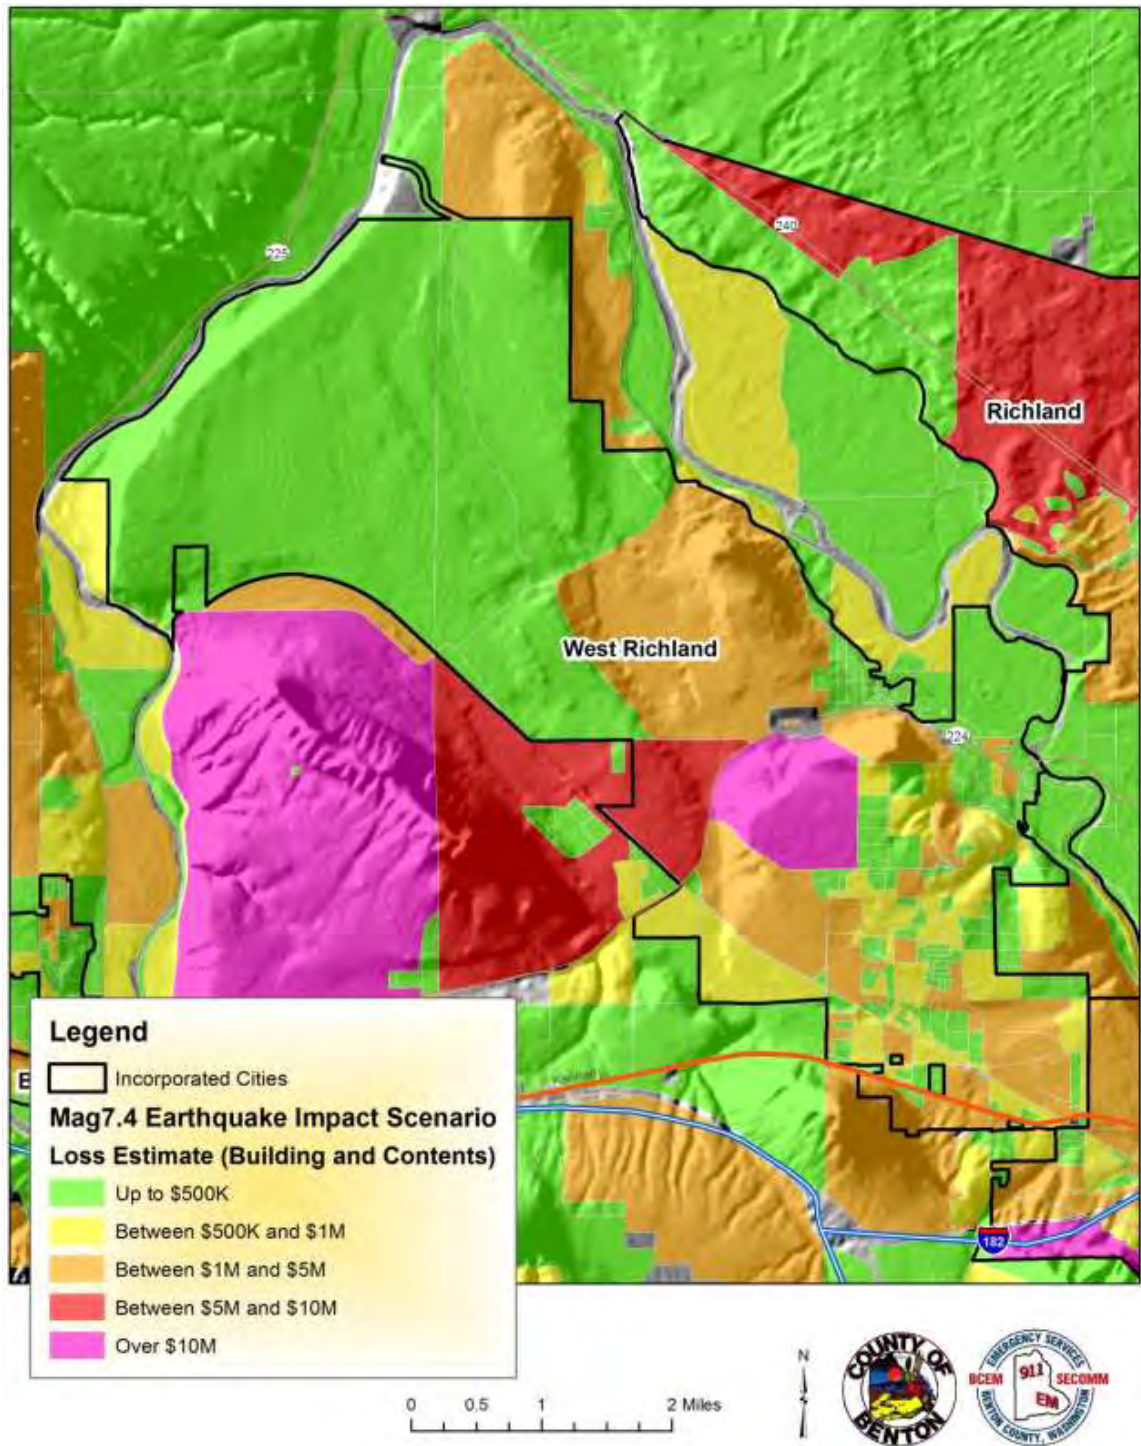 225
240
Richland
West Richland
224
182
Legend
Incorporated Cities
Mag7.4 Earthquake Impact Scenario
Loss Estimate (Building and Contents)
Up to $500K
Between $500K and $1M
Between $1M and $5M
Between $5M and $10M
Over $10M
0 0.5 1 2 Miles
N
COUNTY OF
BENTON
EMERGENCY SERVICES
BCEM
911
SECOMM
EM
BENTON COUNTY, WASHINGTON